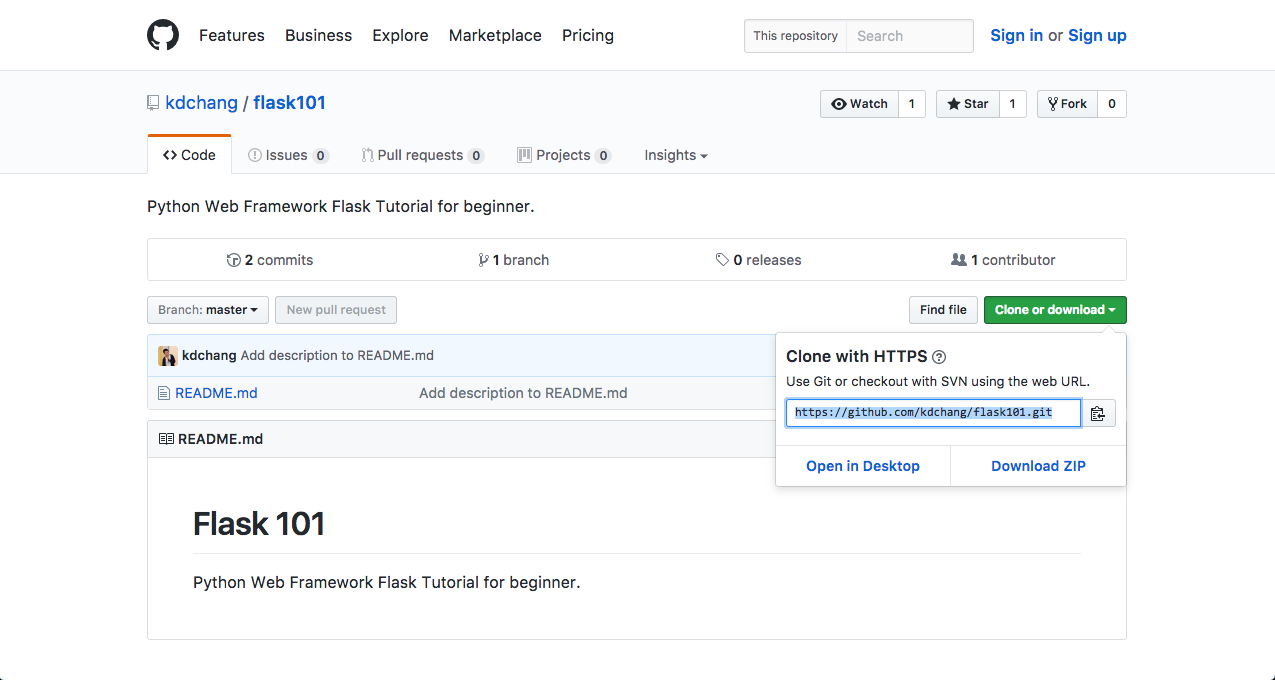 Features Business Explore Marketplace Pricing This repository Search Sign in or Sign up
kdchang / flask101 Watch 1 Star 1 Fork 0
Code Issues 0 Pull requests 0 Projects 0 Insights
Python Web Framework Flask Tutorial for beginner.
2 commits 1 branch 0 releases 1 contributor
Branch: master New pull request Find file Clone or download
kdchang Add description to README.md
README.md Add description to README.md
Clone with HTTPS
Use Git or checkout with SVN using the web URL.
https://github.com/kdchang/flask101.git
Open in Desktop Download ZIP
README.md
Flask 101
Python Web Framework Flask Tutorial for beginner.